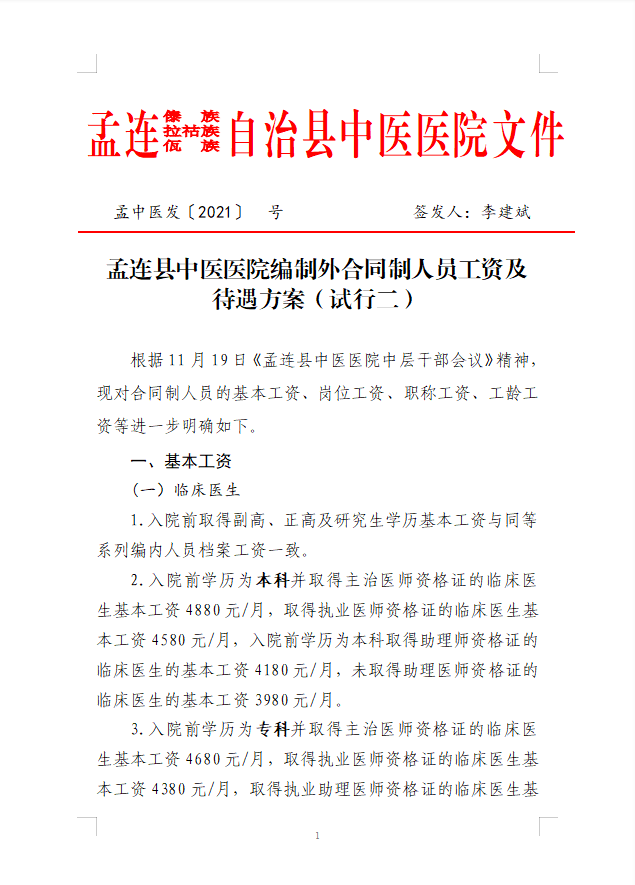 孟连傣族拉祜族佤族自治县中医医院文件
孟中医发〔2021〕 号 签发人：李建斌
孟连县中医医院编制外合同制人员工资及
待遇方案（试行二）
根据11月19日《孟连县中医医院中层干部会议》精神，
现对合同制人员的基本工资、岗位工资、职称工资、工龄工
资等进一步明确如下。
一、基本工资
（一）临床医生
1.入院前取得副高、正高及研究生学历基本工资与同等
系列编内人员档案工资一致。
2.入院前学历为本科并取得主治医师资格证的临床医
生基本工资4880元/月，取得执业医师资格证的临床医生基
本工资4580元/月，入院前学历为本科取得助理师资格证的
临床医生的基本工资4180元/月，未取得助理医师资格证的
临床医生的基本工资3980元/月。
3.入院前学历为专科并取得主治医师资格证的临床医
生基本工资4680元/月，取得执业医师资格证的临床医生基
本工资4380元/月，取得执业助理医师资格证的临床医生基
1